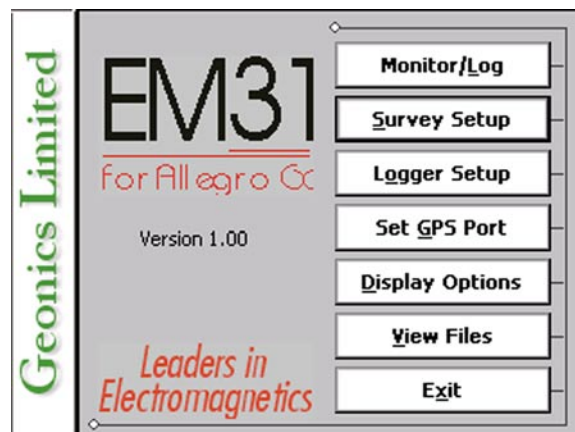 Geonics Limited
EM31
for Allegro Cx
Version 1.00
Leaders in
Electromagnetics
Monitor/Log
Survey Setup
Logger Setup
Set GPS Port
Display Options
View Files
Exit